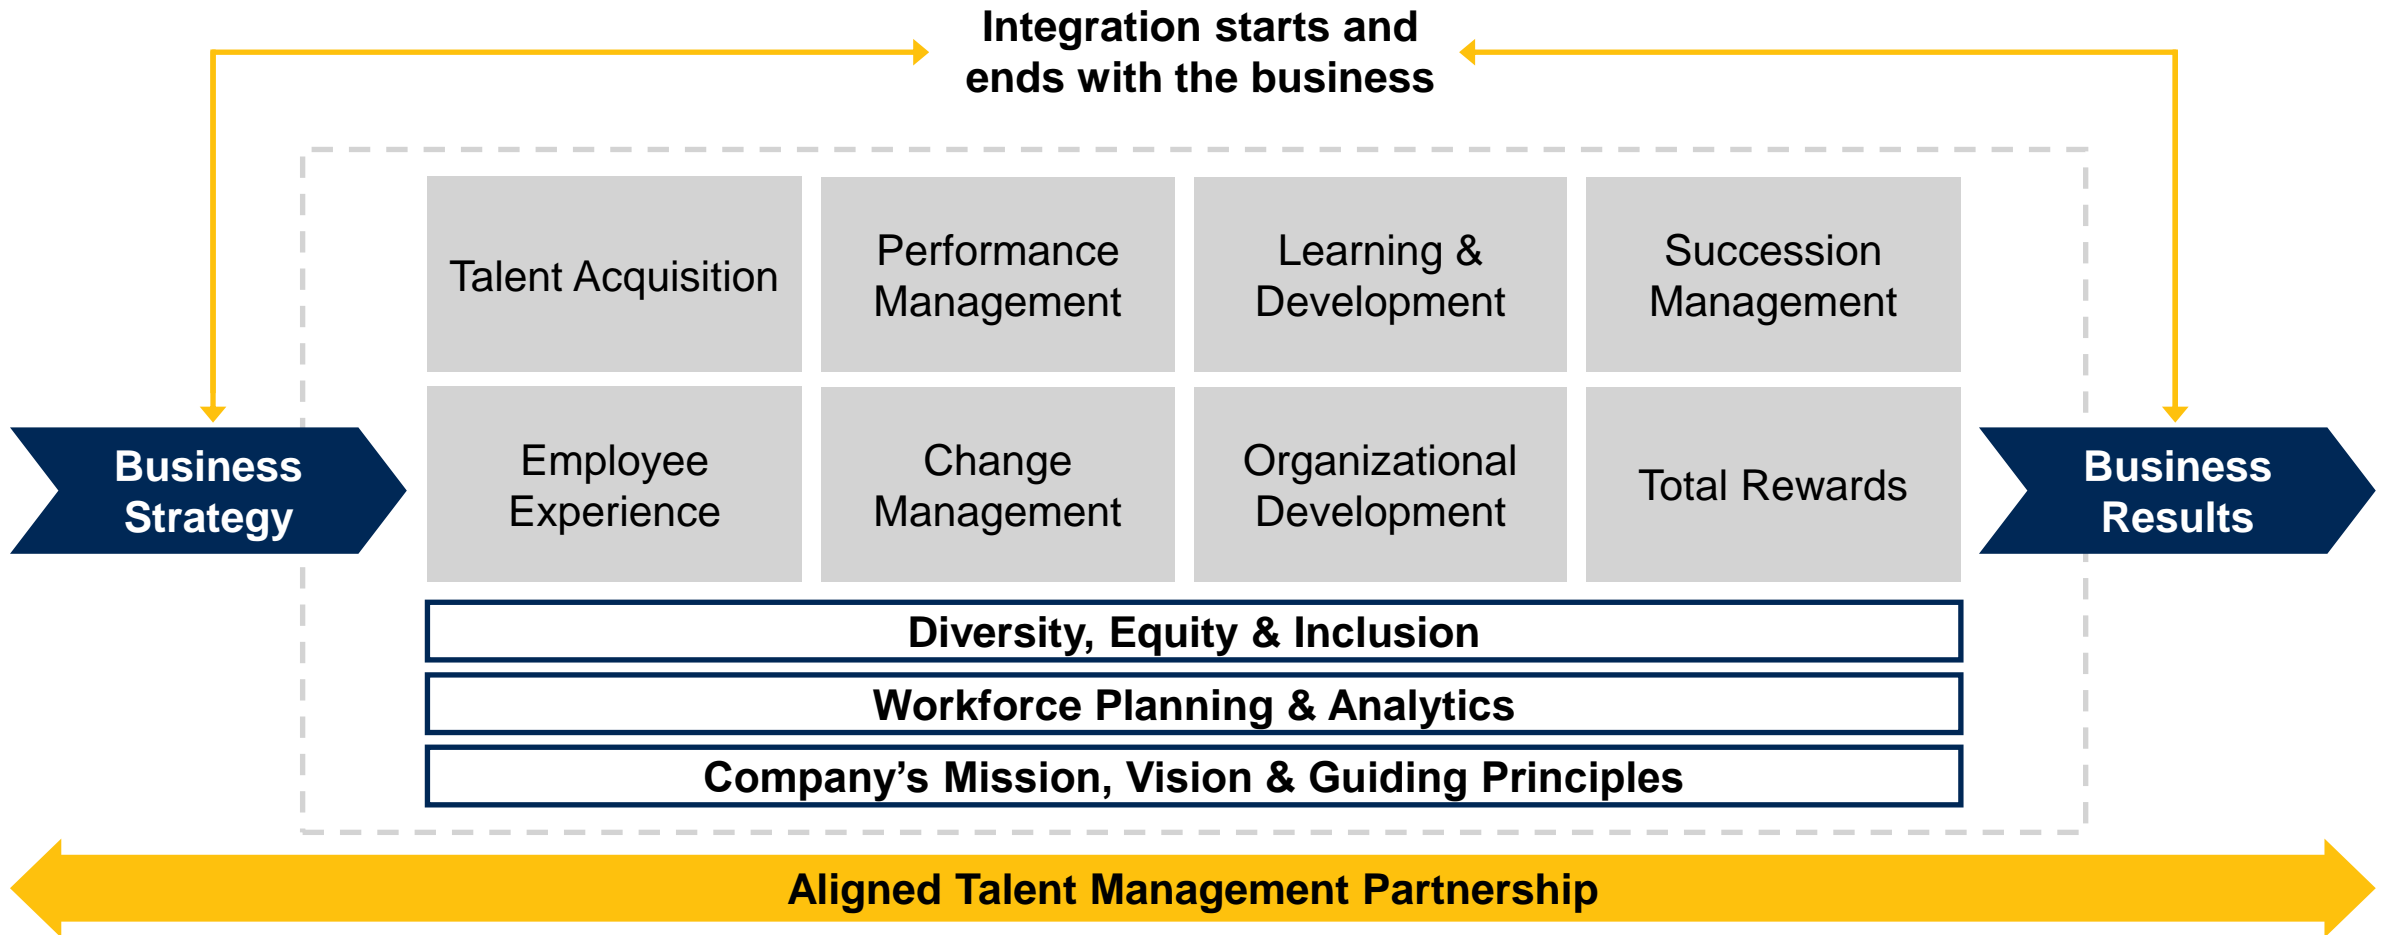 Integration starts and
ends with the business
Talent Acquisition
Performance
Management
Learning &
Development
Succession
Management
Business
Strategy
Employee
Experience
Change
Management
Organizational
Development
Total Rewards
Business
Results
Diversity, Equity & Inclusion
Workforce Planning & Analytics
Company’s Mission, Vision & Guiding Principles
Aligned Talent Management Partnership